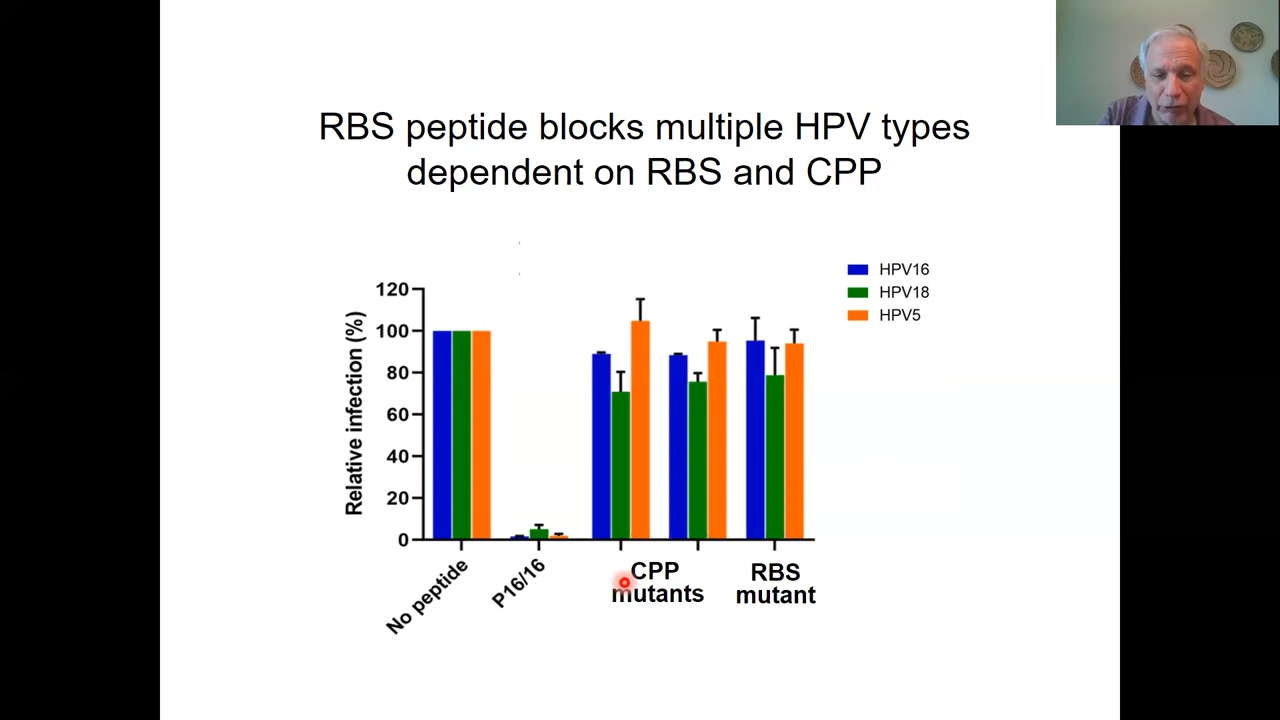 RBS peptide blocks multiple HPV types
dependent on RBS and CPP
HPV16
HPV18
HPV5
Relative infection (%)
120
100
80
60
40
20
0
No peptide
P16/16
CPP
mutants
RBS
mutant